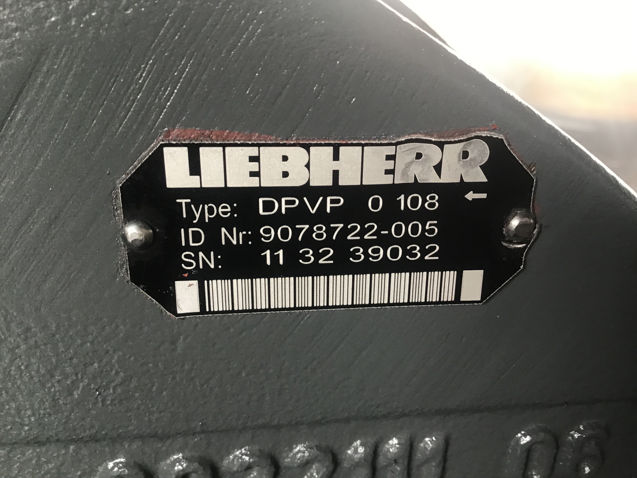 LIEBHERR
Type: DPVP 0 108 ←
ID Nr: 9078722-005
SN: 11 32 39032